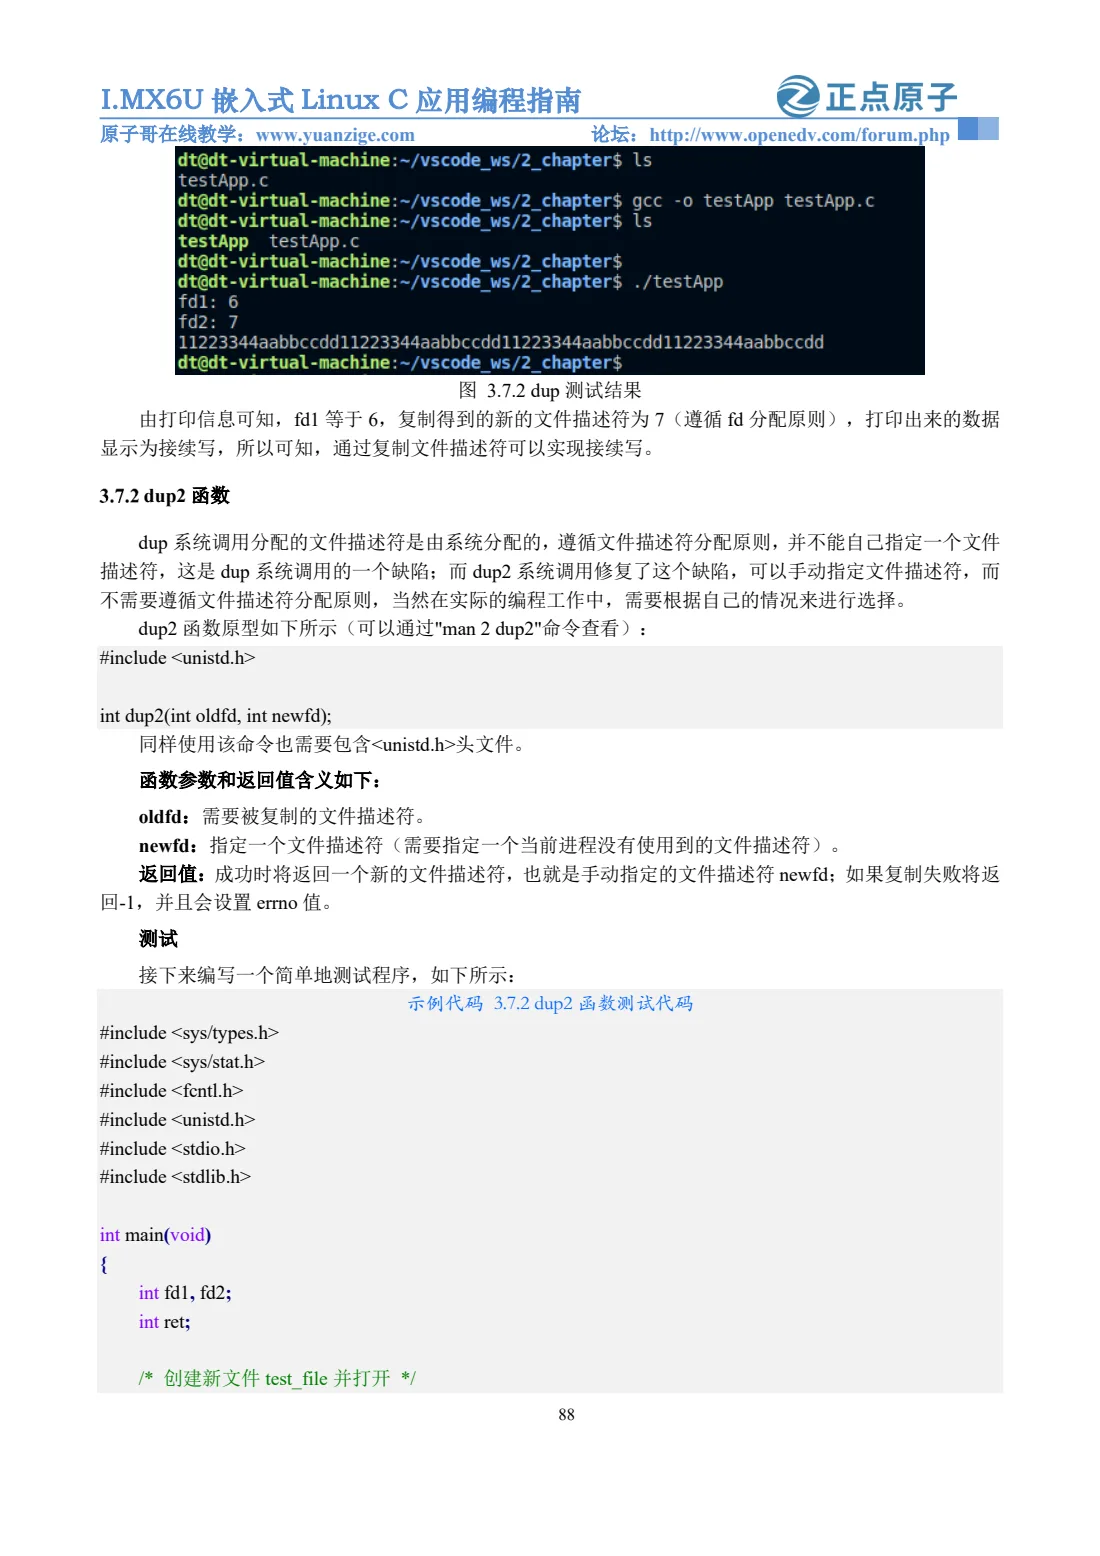 I.MX6U 嵌入式 Linux C 应用编程指南
正点原子
原子哥在线教学：www.yuanzige.com
论坛：http://www.openedv.com/forum.php
dt@dt-virtual-machine:~/vscode_ws/2_chapter$ ls
testApp.c
dt@dt-virtual-machine:~/vscode_ws/2_chapter$ gcc -o testApp testApp.c
dt@dt-virtual-machine:~/vscode_ws/2_chapter$ ls
testApp testApp.c
dt@dt-virtual-machine:~/vscode_ws/2_chapter$
dt@dt-virtual-machine:~/vscode_ws/2_chapter$ ./testApp
fd1: 6
fd2: 7
11223344aabbccdd11223344aabbccdd11223344aabbccdd11223344aabbccdd
dt@dt-virtual-machine:~/vscode_ws/2_chapter$
图 3.7.2 dup 测试结果
由打印信息可知，fd1 等于 6，复制得到的新的文件描述符为 7（遵循 fd 分配原则），打印出来的数据
显示为接续写，所以可知，通过复制文件描述符可以实现接续写。
3.7.2 dup2 函数
dup 系统调用分配的文件描述符是由系统分配的，遵循文件描述符分配原则，并不能自己指定一个文件
描述符，这是 dup 系统调用的一个缺陷；而 dup2 系统调用修复了这个缺陷，可以手动指定文件描述符，而
不需要遵循文件描述符分配原则，当然在实际的编程工作中，需要根据自己的情况来进行选择。
dup2 函数原型如下所示（可以通过"man 2 dup2"命令查看）：
#include <unistd.h>
int dup2(int oldfd, int newfd);
同样使用该命令也需要包含<unistd.h>头文件。
函数参数和返回值含义如下：
oldfd：需要被复制的文件描述符。
newfd：指定一个文件描述符（需要指定一个当前进程没有使用到的文件描述符）。
返回值：成功时将返回一个新的文件描述符，也就是手动指定的文件描述符 newfd；如果复制失败将返
回-1，并且会设置 errno 值。
测试
接下来编写一个简单地测试程序，如下所示：
示例代码 3.7.2 dup2 函数测试代码
#include <sys/types.h>
#include <sys/stat.h>
#include <fcntl.h>
#include <unistd.h>
#include <stdio.h>
#include <stdlib.h>
int main(void)
{
int fd1, fd2;
int ret;
/* 创建新文件 test_file 并打开 */
88